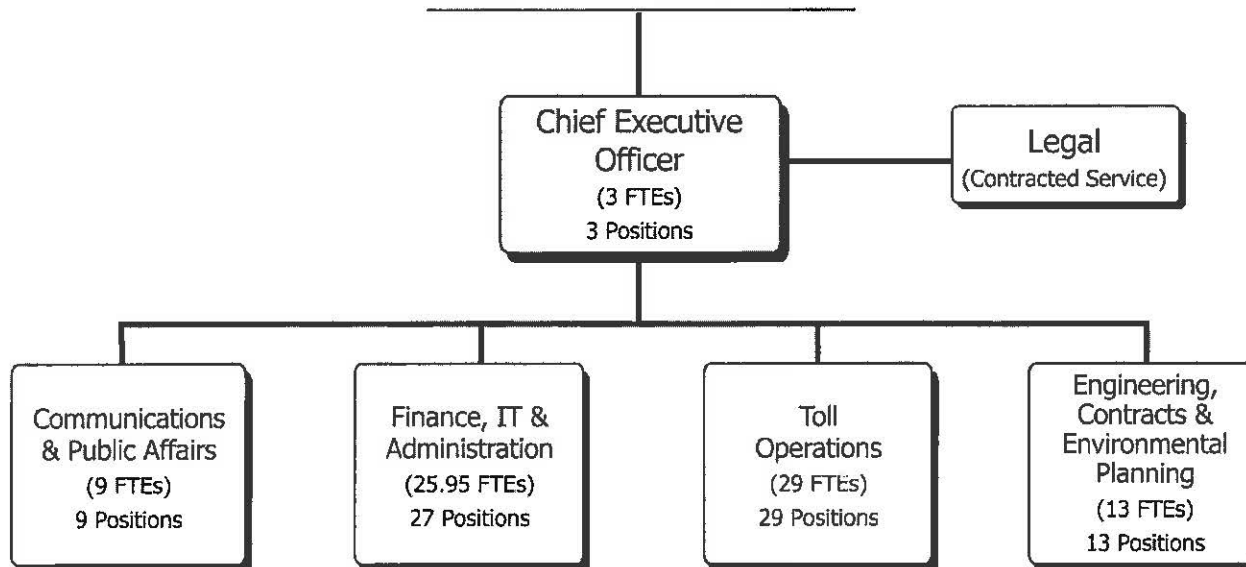 Chief Executive
Officer
(3 FTEs)
3 Positions
Legal
(Contracted Service)
Communications
& Public Affairs
(9 FTEs)
9 Positions
Finance, IT &
Administration
(25.95 FTEs)
27 Positions
Toll
Operations
(29 FTEs)
29 Positions
Engineering,
Contracts &
Environmental
Planning
(13 FTEs)
13 Positions